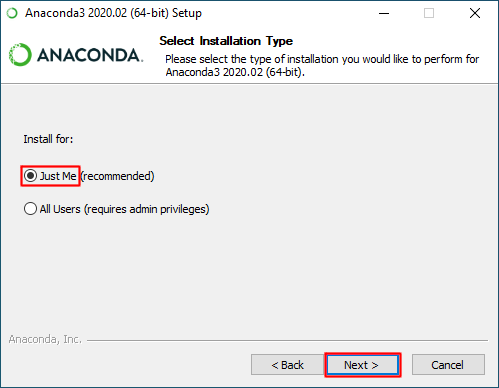 Anaconda3 2020.02 (64-bit) Setup
ANACONDA.
Select Installation Type
Please select the type of installation you would like to perform for
Anaconda3 2020.02 (64-bit).
Install for:
Just Me (recommended)
All Users (requires admin privileges)
Anaconda, Inc.
< Back
Next >
Cancel